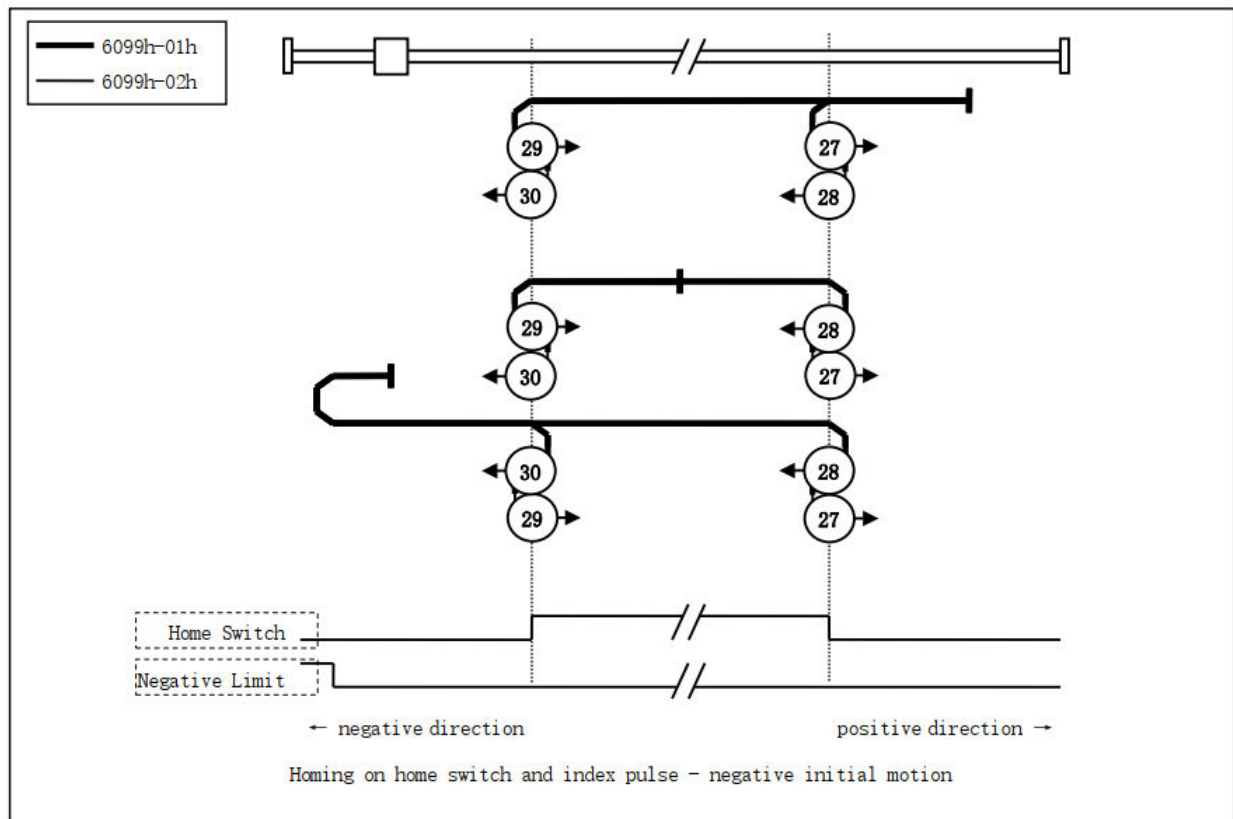 6099h-01h
6099h-02h
29 27
30 28
29 28
30 27
30 28
29 27
Home Switch
Negative Limit
← negative direction positive direction →
Homing on home switch and index pulse - negative initial motion